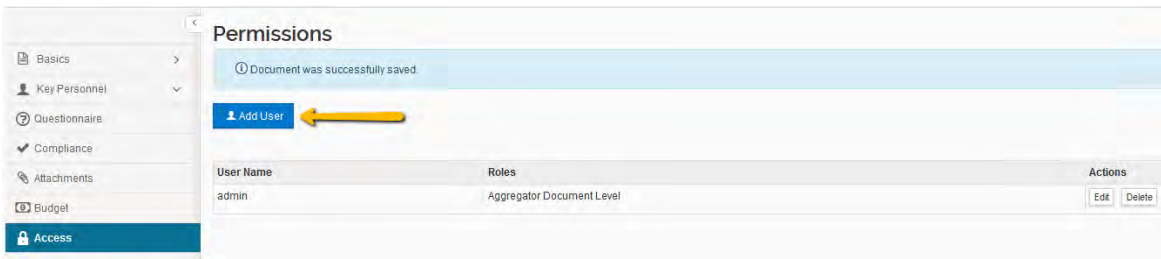 Permissions
Basics
Document was successfully saved.
Key Personnel
Questionnaire
Add User
Compliance
Attachments
User Name Roles Actions
admin Aggregator Document Level Edit Delete
Budget
Access